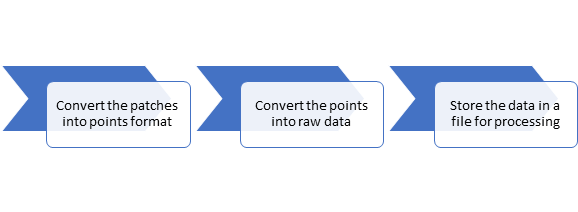 Convert the patches
into points format
Convert the points
into raw data
Store the data in a
file for processing